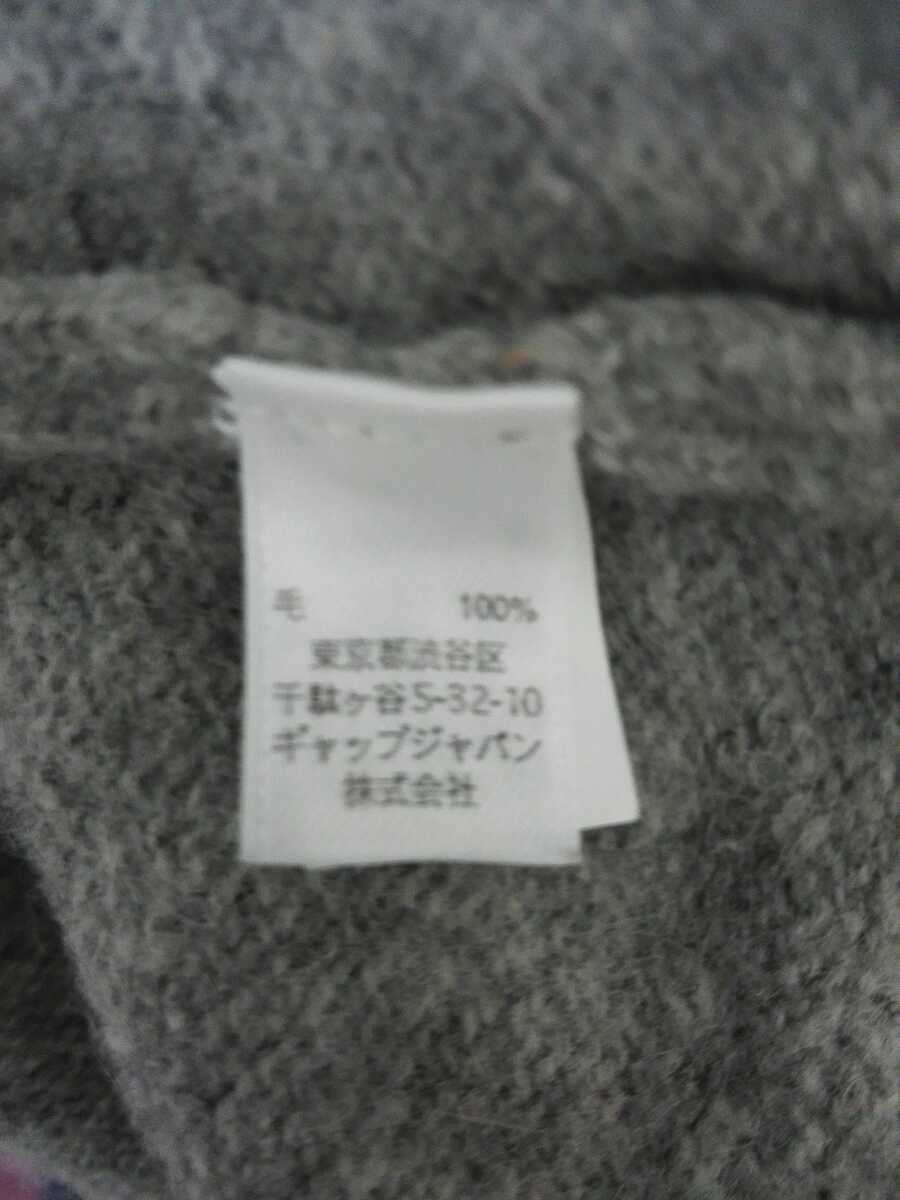 毛 100%
東京都渋谷区
千駄ヶ谷5-32-10
ギャップジャパン
株式会社